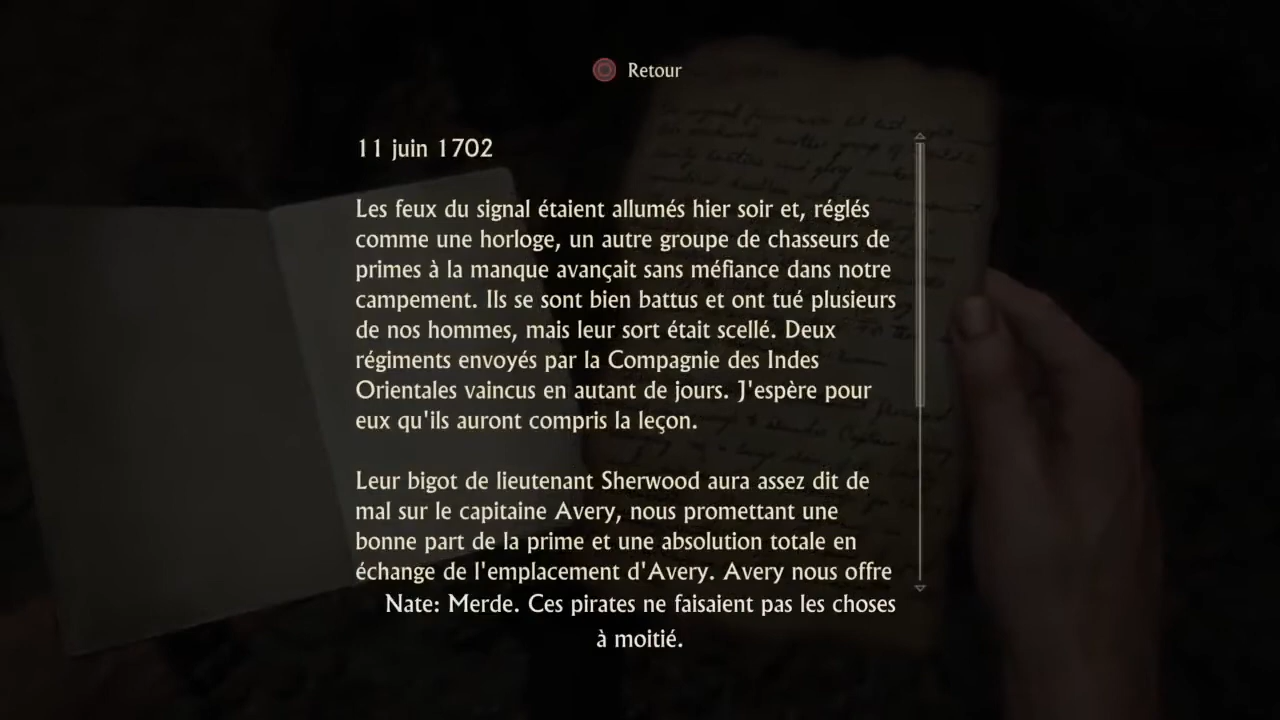 Retour
11 juin 1702
Les feux du signal étaient allumés hier soir et, réglés
comme une horloge, un autre groupe de chasseurs de
primes à la manque avançait sans méfiance dans notre
campement. Ils se sont bien battus et ont tué plusieurs
de nos hommes, mais leur sort était scellé. Deux
régiments envoyés par la Compagnie des Indes
Orientales vaincus en autant de jours. J'espère pour
eux qu'ils auront compris la leçon.
Leur bigot de lieutenant Sherwood aura assez dit de
mal sur le capitaine Avery, nous promettant une
bonne part de la prime et une absolution totale en
échange de l'emplacement d'Avery. Avery nous offre
Nate: Merde. Ces pirates ne faisaient pas les choses
à moitié.